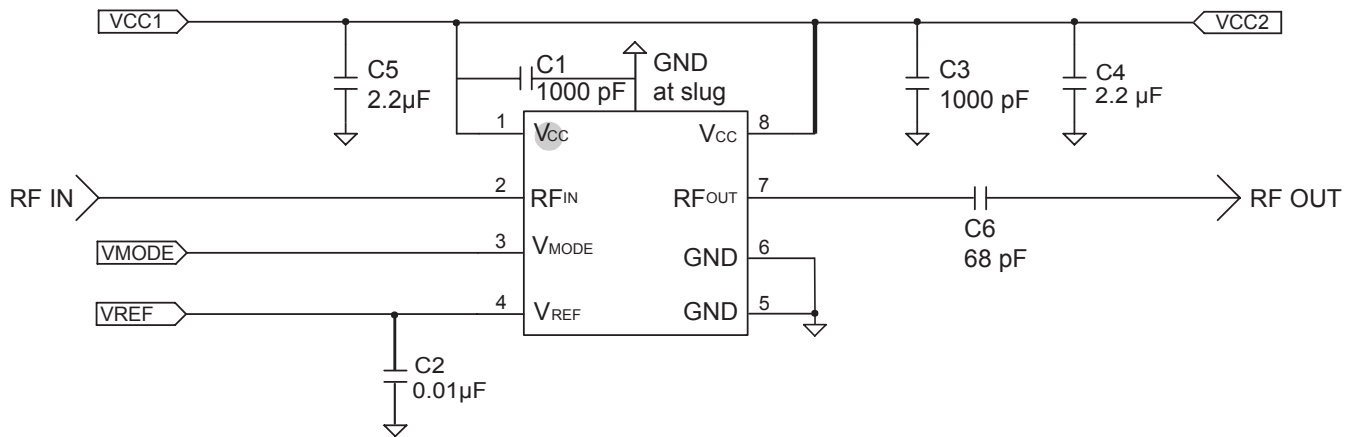 VCC1
VCC2
C5
2.2µF
C1
1000 pF
GND
at slug
C3
1000 pF
C4
2.2 µF
1
VCC
VCC
8
RF IN
2
RFIN
RFOUT
7
RF OUT
C6
68 pF
VMODE
3
VMODE
GND
6
VREF
4
VREF
GND
5
C2
0.01µF